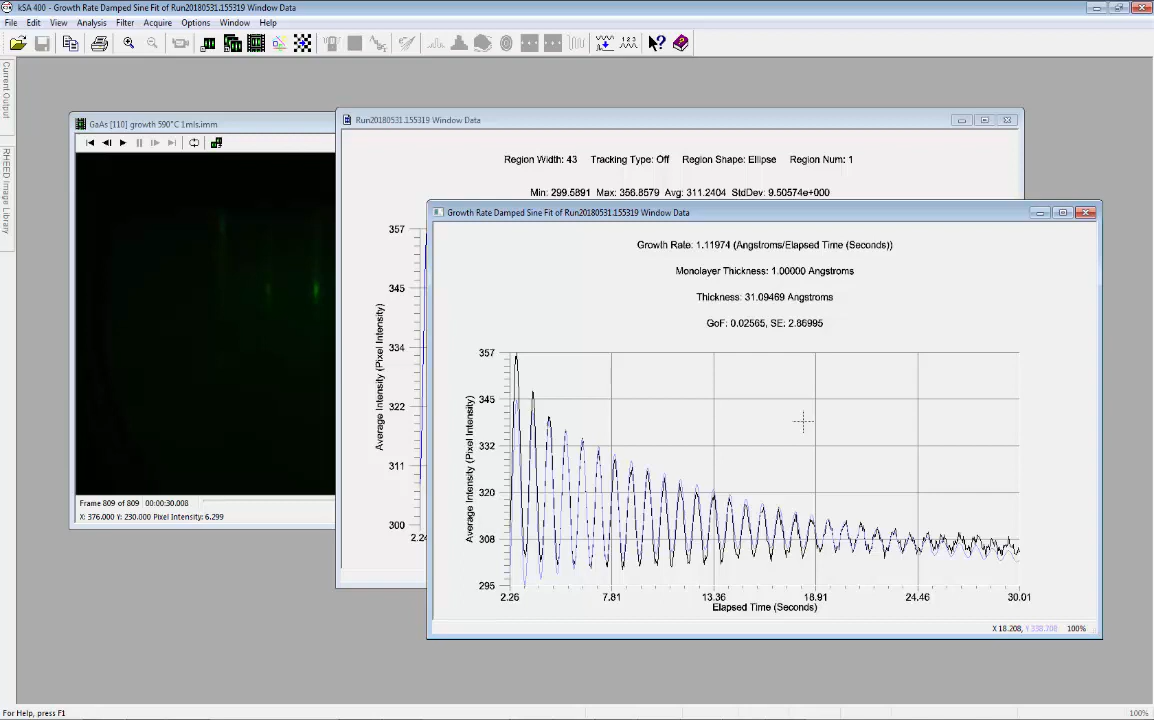 kSA 400 - Growth Rate Damped Sine Fit of Run20180531.155319 Window Data
File Edit View Analysis Filter Acquire Options Window Help
Current Output
RHEED Image Library
GaAs [110] growth 590°C 1mls.imm
Frame 809 of 809 00:00:30.008
X: 376.000 Y: 230.000 Pixel Intensity: 6.299
Run20180531.155319 Window Data
Region Width: 43 Tracking Type: Off Region Shape: Ellipse Region Num: 1
Min: 299.5891 Max: 356.8579 Avg: 311.2404 StdDev: 9.50574e+000
357
345
334
322
311
300
Average Intensity (Pixel Intensity)
Growth Rate Damped Sine Fit of Run20180531.155319 Window Data
Growth Rate: 1.11974 (Angstroms/Elapsed Time (Seconds))
Monolayer Thickness: 1.00000 Angstroms
Thickness: 31.09469 Angstroms
GoF: 0.02565, SE: 2.86995
357
345
332
320
308
295
Average Intensity (Pixel Intensity)
2.26 7.81 13.36 18.91 24.46 30.01
Elapsed Time (Seconds)
X 18.208, Y 338.708 100%
For Help, press F1
100%